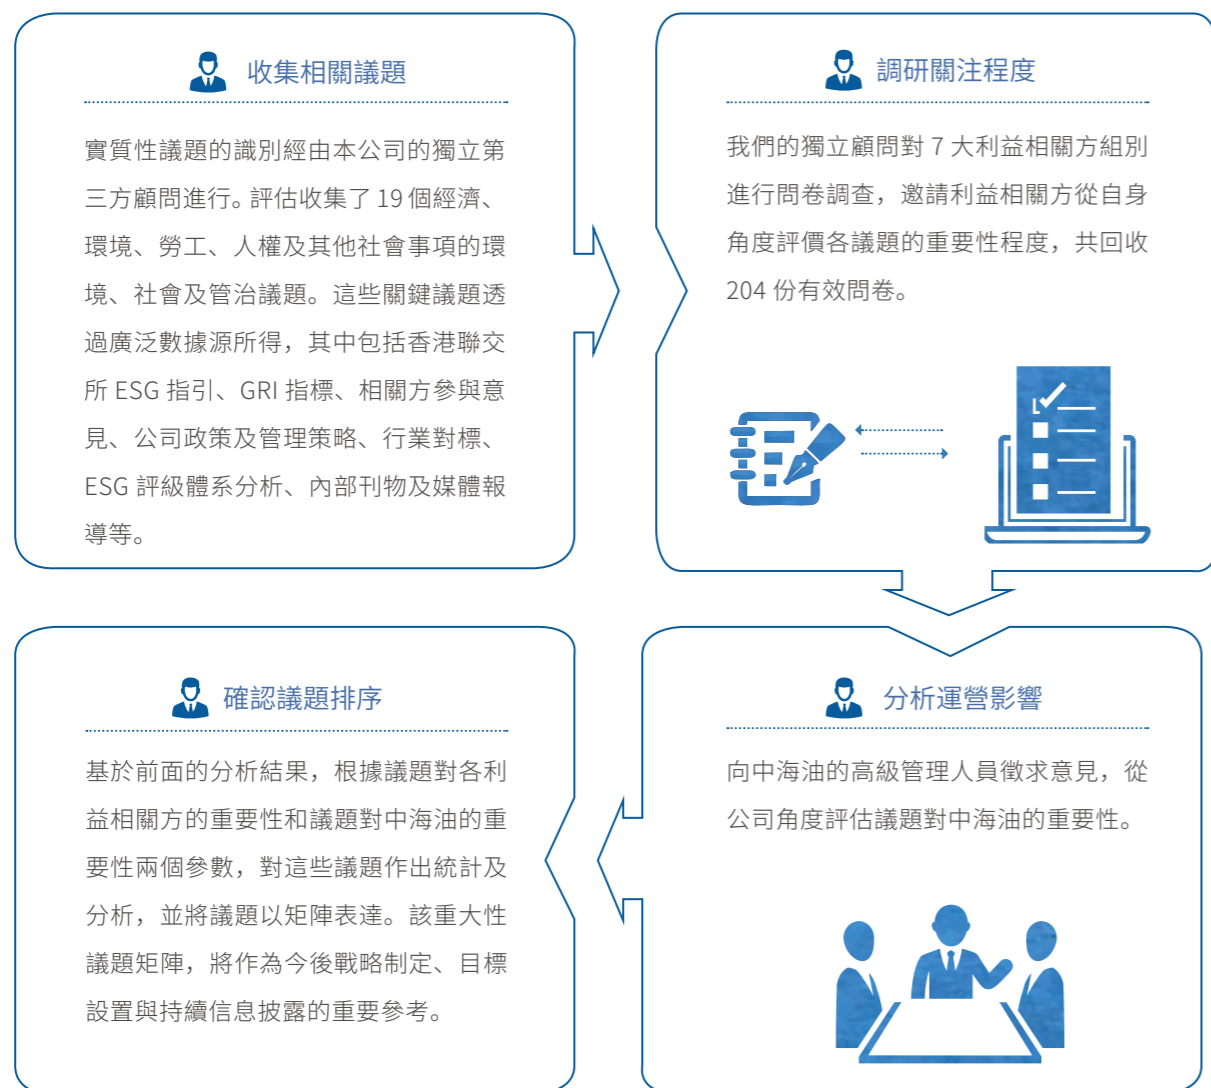 收集相關議題
實質性議題的識別經由本公司的獨立第
三方顧問進行。評估收集了 19 個經濟、
環境、勞工、人權及其他社會事項的環
境、社會及管治議題。這些關鍵議題透
過廣泛數據源所得，其中包括香港聯交
所 ESG 指引、GRI 指標、相關方參與意
見、公司政策及管理策略、行業對標、
ESG 評級體系分析、內部刊物及媒體報
導等。
調研關注程度
我們的獨立顧問對 7 大利益相關方組別
進行問卷調查，邀請利益相關方從自身
角度評價各議題的重要性程度，共回收
204 份有效問卷。
分析運營影響
向中海油的高級管理人員徵求意見，從
公司角度評估議題對中海油的重要性。
確認議題排序
基於前面的分析結果，根據議題對各利
益相關方的重要性和議題對中海油的重
要性兩個參數，對這些議題作出統計及
分析，並將議題以矩陣表達。該重大性
議題矩陣，將作為今後戰略制定、目標
設置與持續信息披露的重要參考。